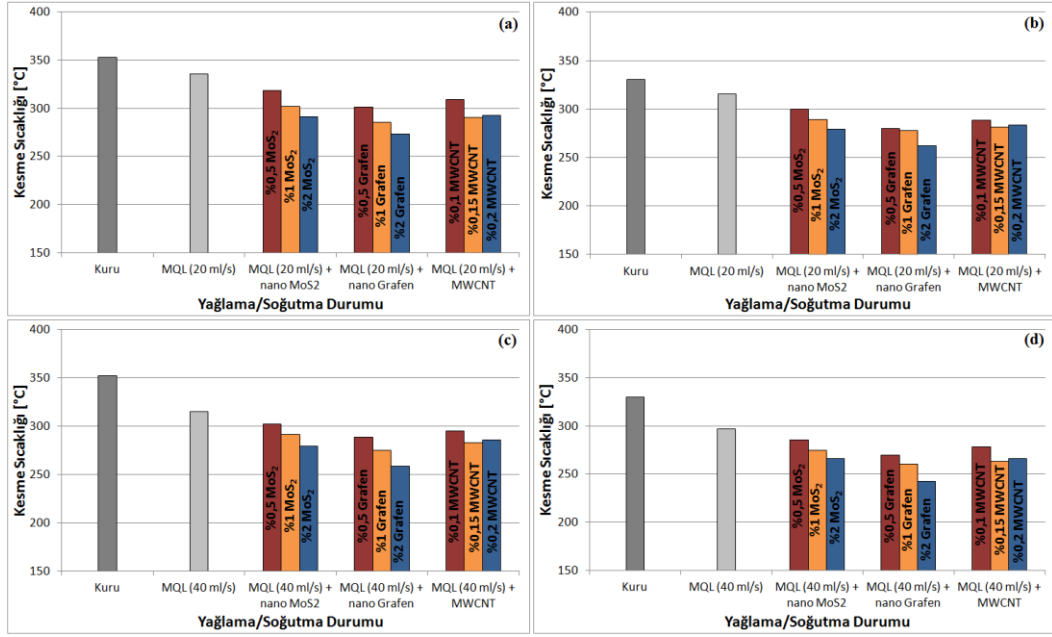 (a)
Kesme Sıcaklığı [°C]
400
350
300
250
200
150
%0,5 MoS₂
%1 MoS₂
%2 MoS₂
%0,5 Grafen
%1 Grafen
%2 Grafen
%0,1 MWCNT
%0,15 MWCNT
%0,2 MWCNT
Kuru
MQL (20 ml/s)
MQL (20 ml/s) +
nano MoS2
MQL (20 ml/s) +
nano Grafen
MQL (20 ml/s) +
MWCNT
Yağlama/Soğutma Durumu
(b)
Kesme Sıcaklığı [°C]
400
350
300
250
200
150
%0,5 MoS₂
%1 MoS₂
%2 MoS₂
%0,5 Grafen
%1 Grafen
%2 Grafen
%0,1 MWCNT
%0,15 MWCNT
%0,2 MWCNT
Kuru
MQL (20 ml/s)
MQL (20 ml/s) +
nano MoS2
MQL (20 ml/s) +
nano Grafen
MQL (20 ml/s) +
MWCNT
Yağlama/Soğutma Durumu
(c)
Kesme Sıcaklığı [°C]
400
350
300
250
200
150
%0,5 MoS₂
%1 MoS₂
%2 MoS₂
%0,5 Grafen
%1 Grafen
%2 Grafen
%0,1 MWCNT
%0,15 MWCNT
%0,2 MWCNT
Kuru
MQL (40 ml/s)
MQL (40 ml/s) +
nano MoS2
MQL (40 ml/s) +
nano Grafen
MQL (40 ml/s) +
MWCNT
Yağlama/Soğutma Durumu
(d)
Kesme Sıcaklığı [°C]
400
350
300
250
200
150
%0,5 MoS₂
%1 MoS₂
%2 MoS₂
%0,5 Grafen
%1 Grafen
%2 Grafen
%0,1 MWCNT
%0,15 MWCNT
%0,2 MWCNT
Kuru
MQL (40 ml/s)
MQL (40 ml/s) +
nano MoS2
MQL (40 ml/s) +
nano Grafen
MQL (40 ml/s) +
MWCNT
Yağlama/Soğutma Durumu